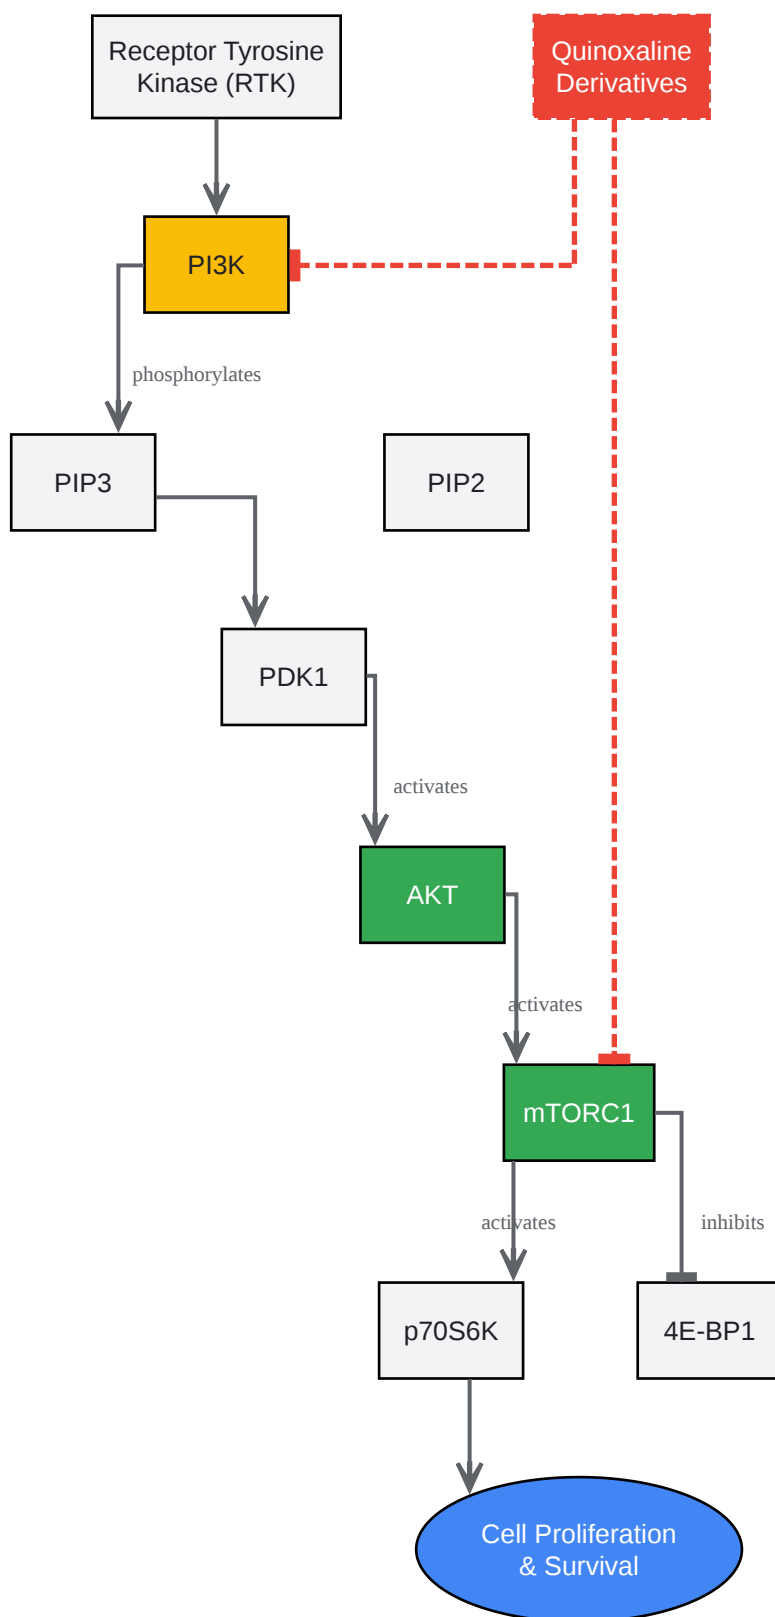 Receptor Tyrosine
Kinase (RTK)
Quinoxaline
Derivatives
PI3K
phosphorylates
PIP3
PIP2
PDK1
activates
AKT
activates
mTORC1
activates
inhibits
p70S6K
4E-BP1
Cell Proliferation
& Survival